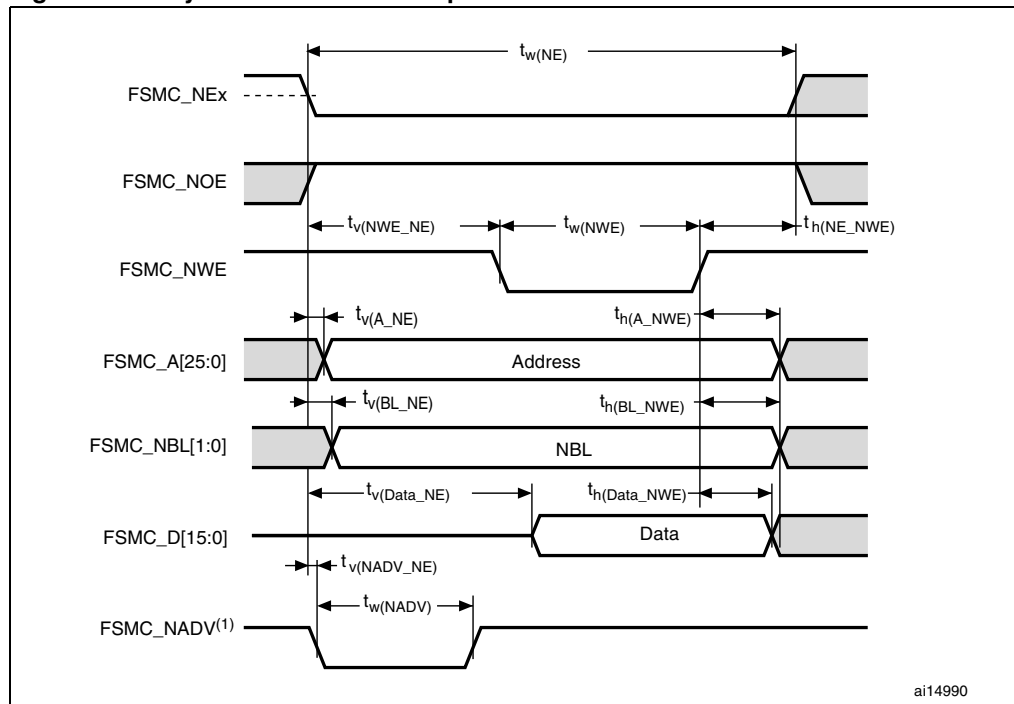 tw(NE)
FSMC_NEx
FSMC_NOE
tv(NWE_NE)
tw(NWE)
th(NE_NWE)
FSMC_NWE
tv(A_NE)
th(A_NWE)
FSMC_A[25:0]
Address
tv(BL_NE)
th(BL_NWE)
FSMC_NBL[1:0]
NBL
tv(Data_NE)
th(Data_NWE)
FSMC_D[15:0]
Data
tv(NADV_NE)
tw(NADV)
FSMC_NADV(1)
ai14990